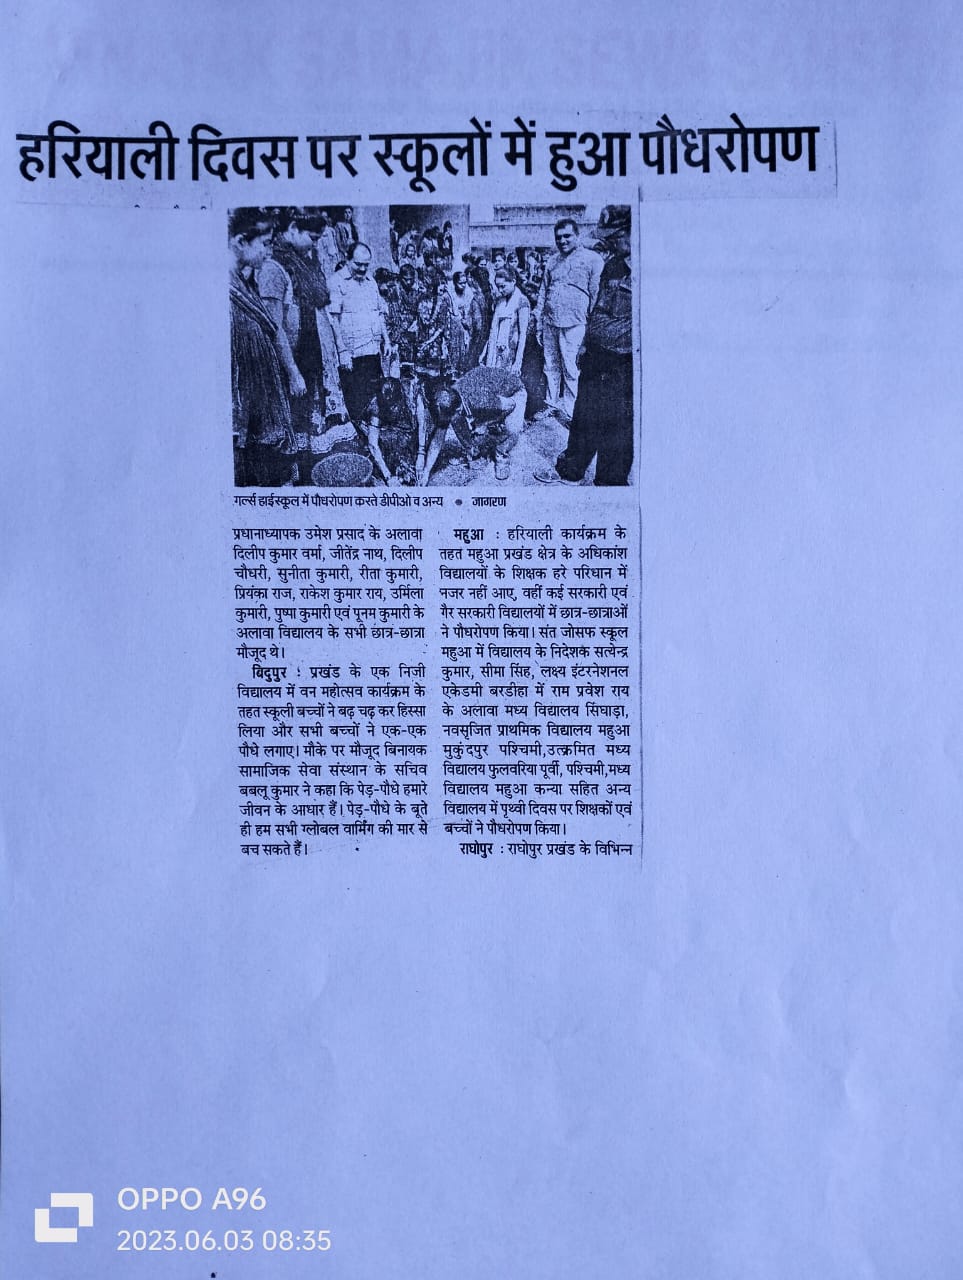 हरियाली दिवस पर स्कूलों में हुआ पौधरोपण
गर्ल्स हाईस्कूल में पौधरोपण करते डीपीओ व अन्य ● जागरण
प्रधानाध्यापक उमेश प्रसाद के अलावा
दिलीप कुमार वर्मा, जीतेंद्र नाथ, दिलीप
चौधरी, सुनीता कुमारी, रीता कुमारी,
प्रियंका राज, राकेश कुमार राय, उर्मिला
कुमारी, पुष्पा कुमारी एवं पूनम कुमारी के
अलावा विद्यालय के सभी छात्र-छात्रा
मौजूद थे।
बिदुपुर : प्रखंड के एक निजी
विद्यालय में वन महोत्सव कार्यक्रम के
तहत स्कूली बच्चों ने बढ़ चढ़ कर हिस्सा
लिया और सभी बच्चों ने एक-एक
पौधे लगाए। मौके पर मौजूद बिनायक
सामाजिक सेवा संस्थान के सचिव
बबलू कुमार ने कहा कि पेड़-पौधे हमारे
जीवन के आधार हैं। पेड़-पौधे के बूते
ही हम सभी ग्लोबल वार्मिंग की मार से
बच सकते हैं।
महुआ : हरियाली कार्यक्रम के
तहत महुआ प्रखंड क्षेत्र के अधिकांश
विद्यालयों के शिक्षक हरे परिधान में
नजर नहीं आए, वहीं कई सरकारी एवं
गैर सरकारी विद्यालयों में छात्र-छात्राओं
ने पौधरोपण किया। संत जोसफ स्कूल
महुआ में विद्यालय के निदेशक सत्येन्द्र
कुमार, सीमा सिंह, लक्ष्य इंटरनेशनल
एकेडमी बरडीहा में राम प्रवेश राय
के अलावा मध्य विद्यालय सिंघाड़ा,
नवसृजित प्राथमिक विद्यालय महुआ
मुकुंदपुर पश्चिमी,उत्क्रमित मध्य
विद्यालय फुलवरिया पूर्वी, पश्चिमी,मध्य
विद्यालय महुआ कन्या सहित अन्य
विद्यालय में पृथ्वी दिवस पर शिक्षकों एवं
बच्चों ने पौधरोपण किया।
राघोपुर : राघोपुर प्रखंड के विभिन्न
OPPO A96
2023.06.03 08:35